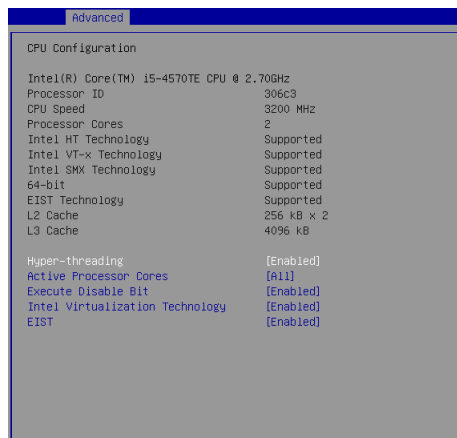 Advanced
CPU Configuration
Intel(R) Core(TM) i5-4570TE CPU @ 2.70GHz
Processor ID 306c3
CPU Speed 3200 MHz
Processor Cores 2
Intel HT Technology Supported
Intel VT-x Technology Supported
Intel SMX Technology Supported
64-bit Supported
EIST Technology Supported
L2 Cache 256 kB x 2
L3 Cache 4096 kB
Hyper-threading [Enabled]
Active Processor Cores [All]
Execute Disable Bit [Enabled]
Intel Virtualization Technology [Enabled]
EIST [Enabled]